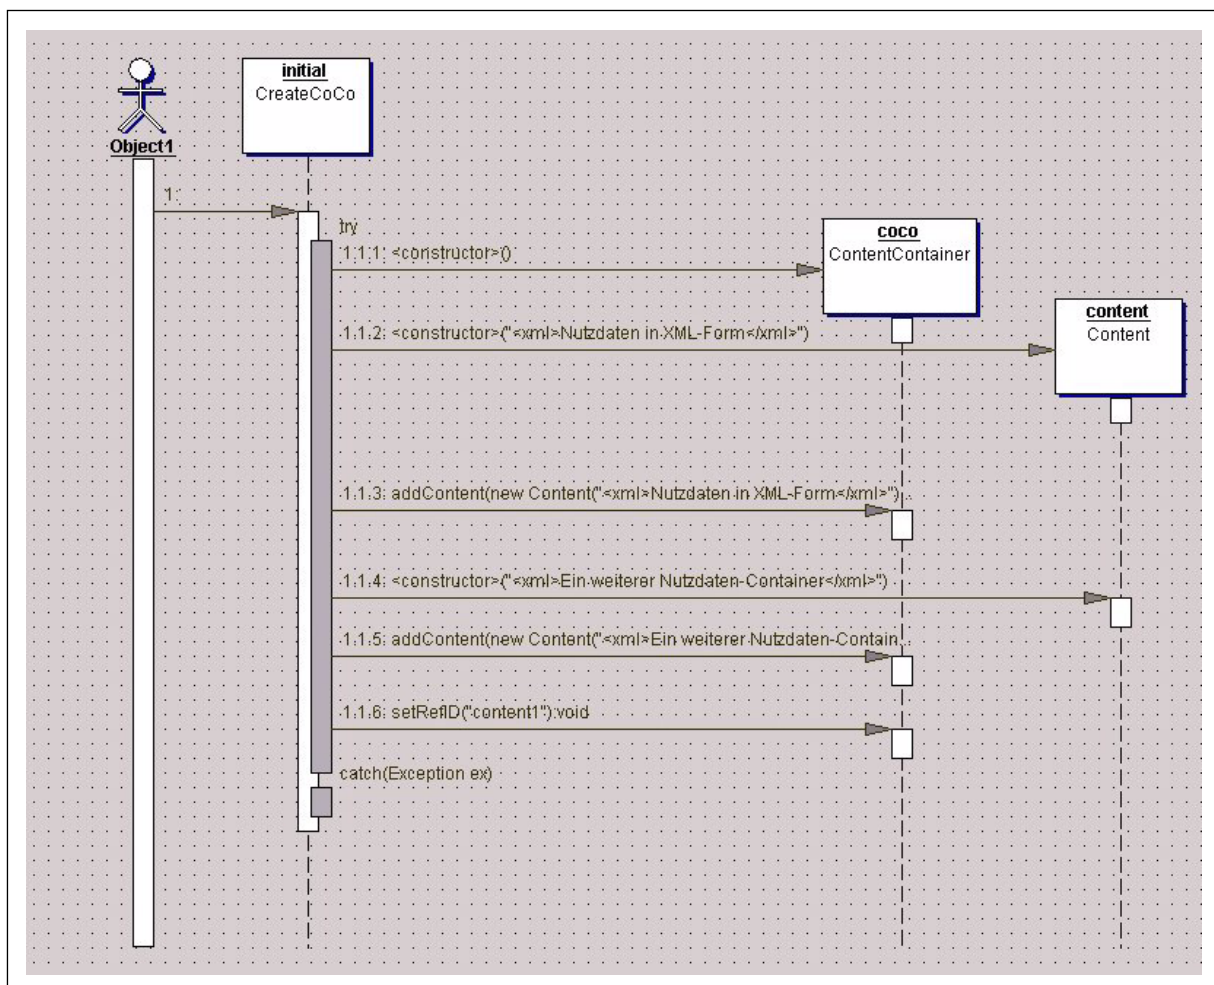 initial
CreateCoCo
Object1
1:
try
coco
ContentContainer
1.1.1: <constructor>()
content
Content
1.1.2: <constructor>("<xml>Nutzdaten in XML-Form</xml>")
1.1.3: addContent(new Content("<xml>Nutzdaten in XML-Form</xml>")...
1.1.4: <constructor>("<xml>Ein weiterer Nutzdaten-Container</xml>")
1.1.5: addContent(new Content("<xml>Ein weiterer Nutzdaten-Contain...
1.1.6: setRefID("content1"):void
catch(Exception ex)